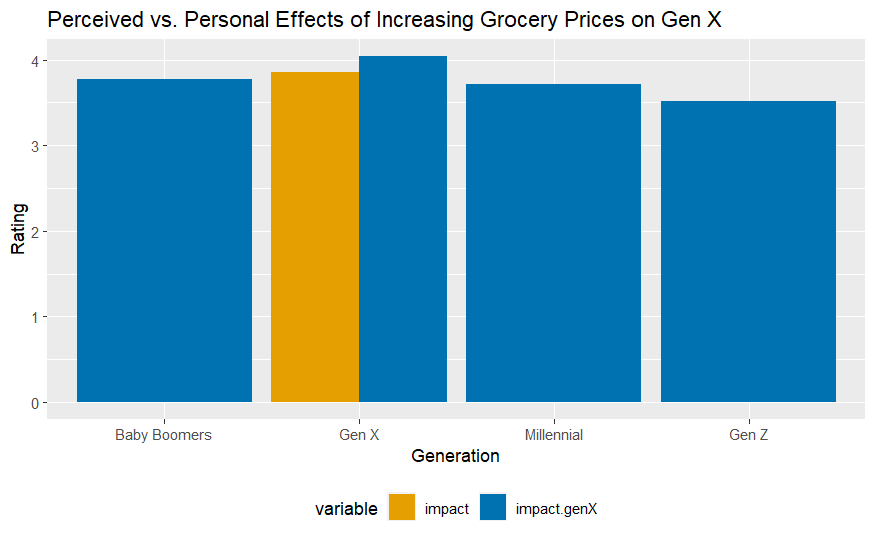 Perceived vs. Personal Effects of Increasing Grocery Prices on Gen X
4
3
2
1
0
Rating
Baby Boomers Gen X Millennial Gen Z
Generation
variable impact impact.genX